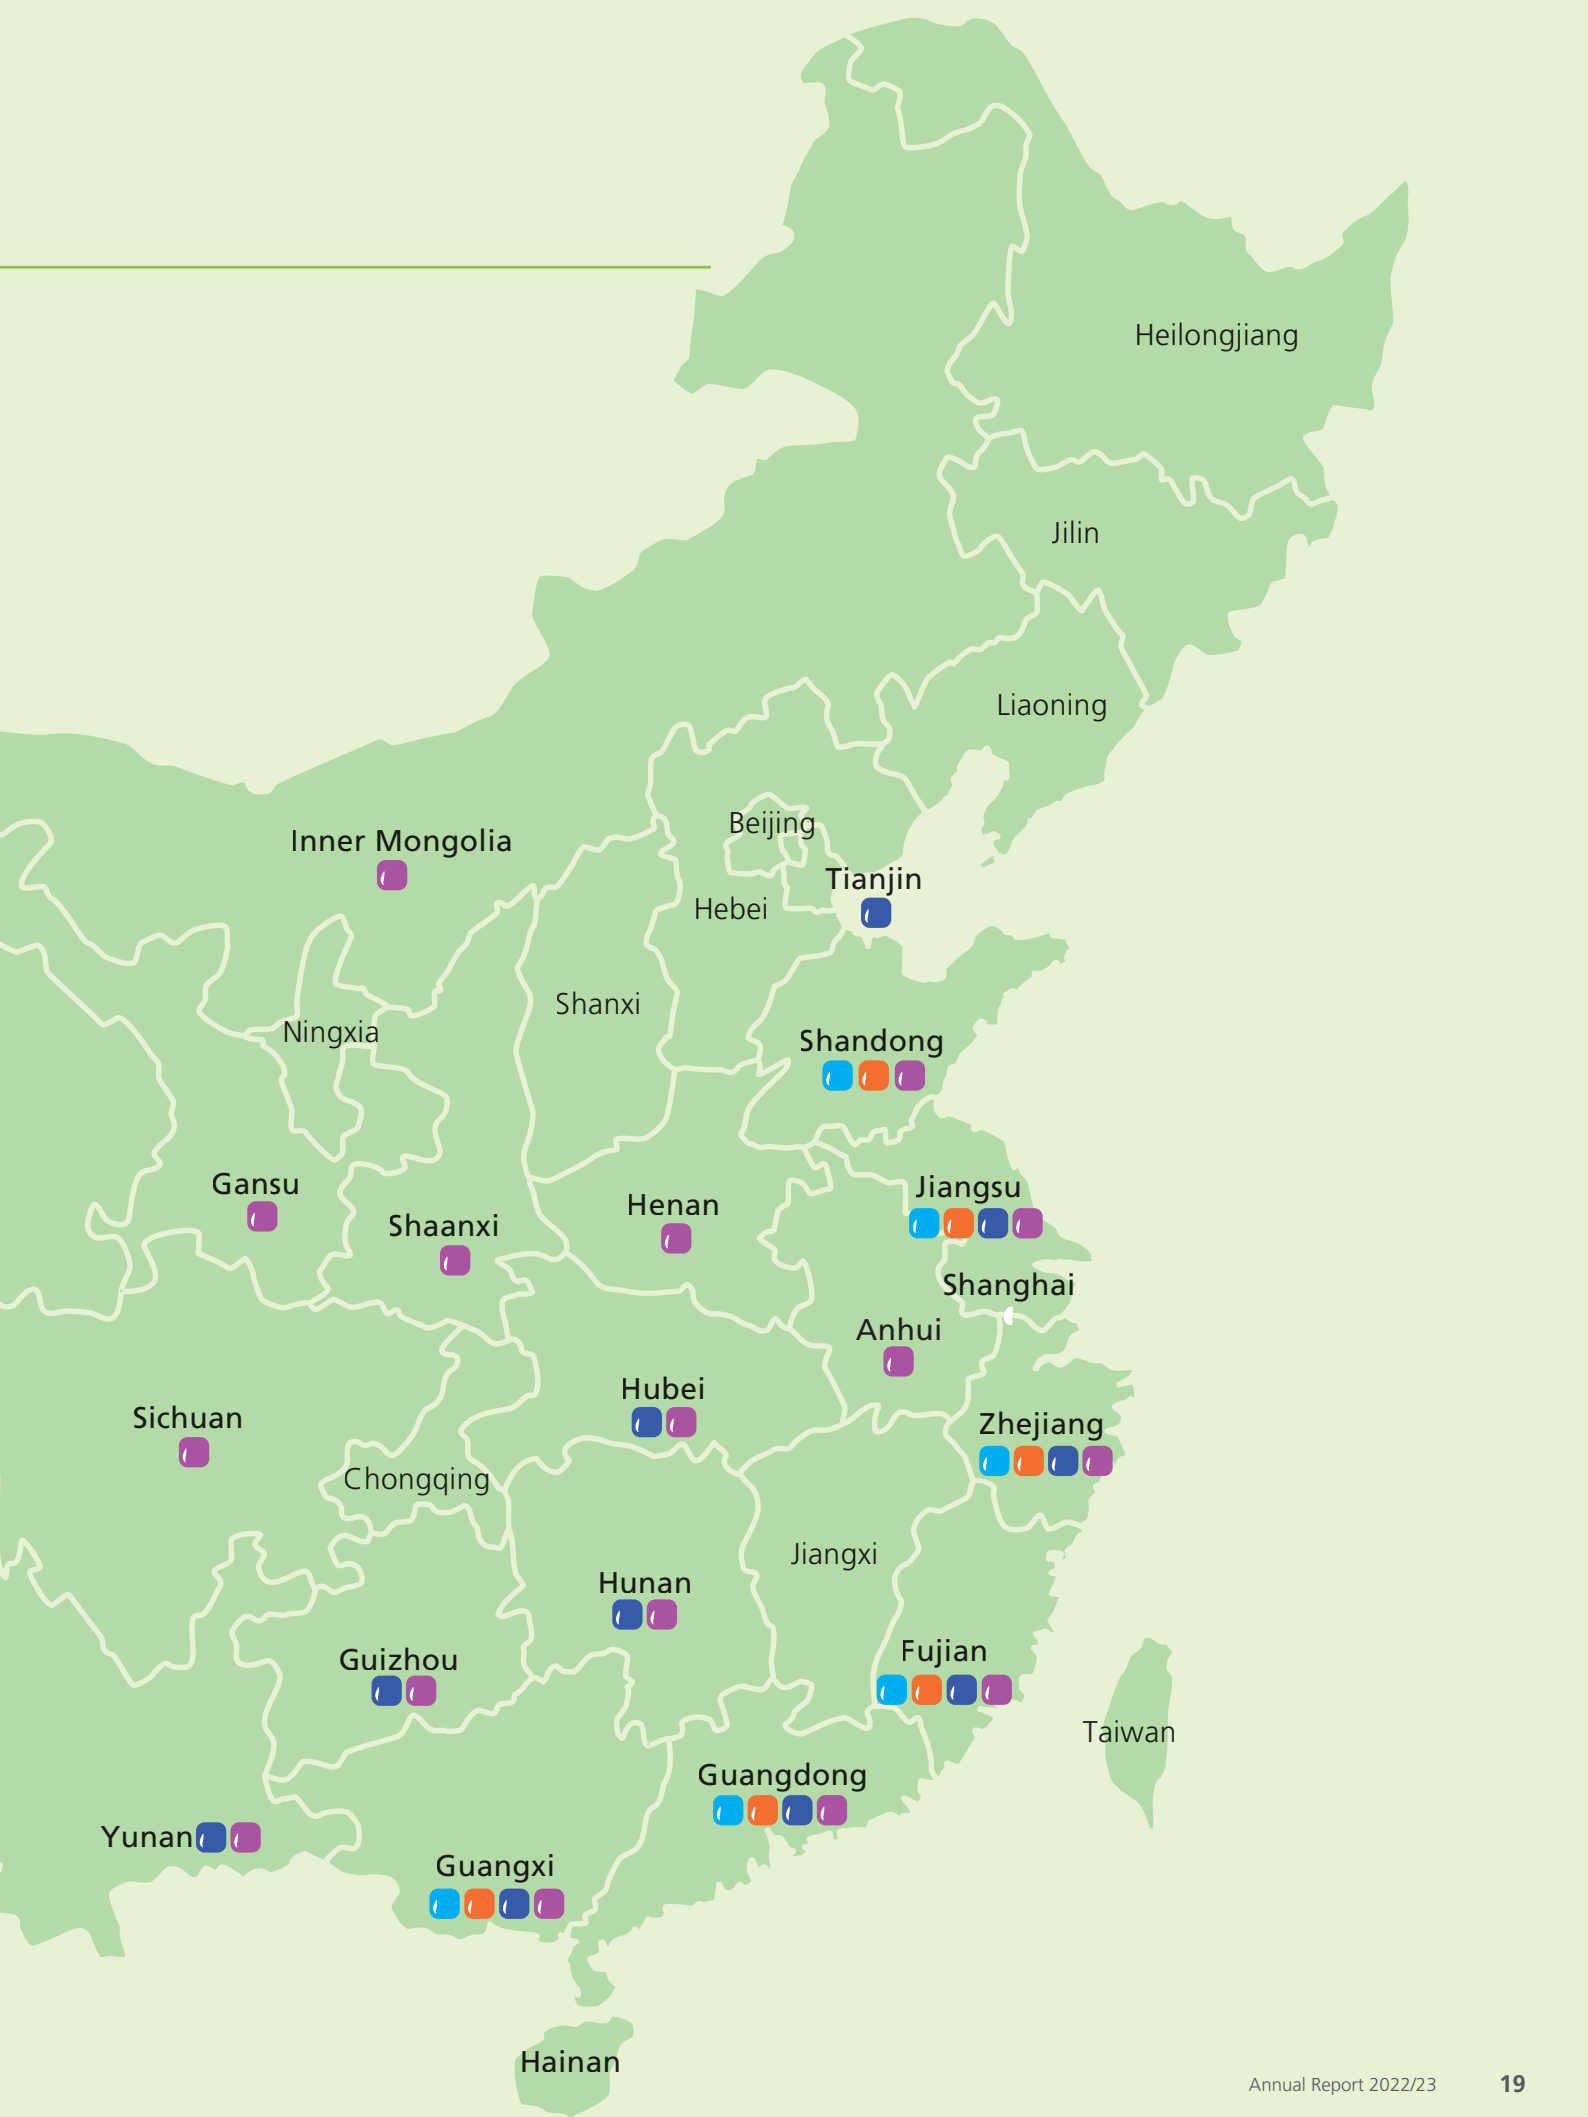 Heilongjiang
Jilin
Liaoning
Beijing
Inner Mongolia
Tianjin
Hebei
Shanxi
Ningxia
Shandong
Gansu
Jiangsu
Henan
Shaanxi
Shanghai
Anhui
Hubei
Sichuan
Zhejiang
Chongqing
Jiangxi
Hunan
Fujian
Guizhou
Taiwan
Guangdong
Yunan
Guangxi
Hainan
Annual Report 2022/23 19